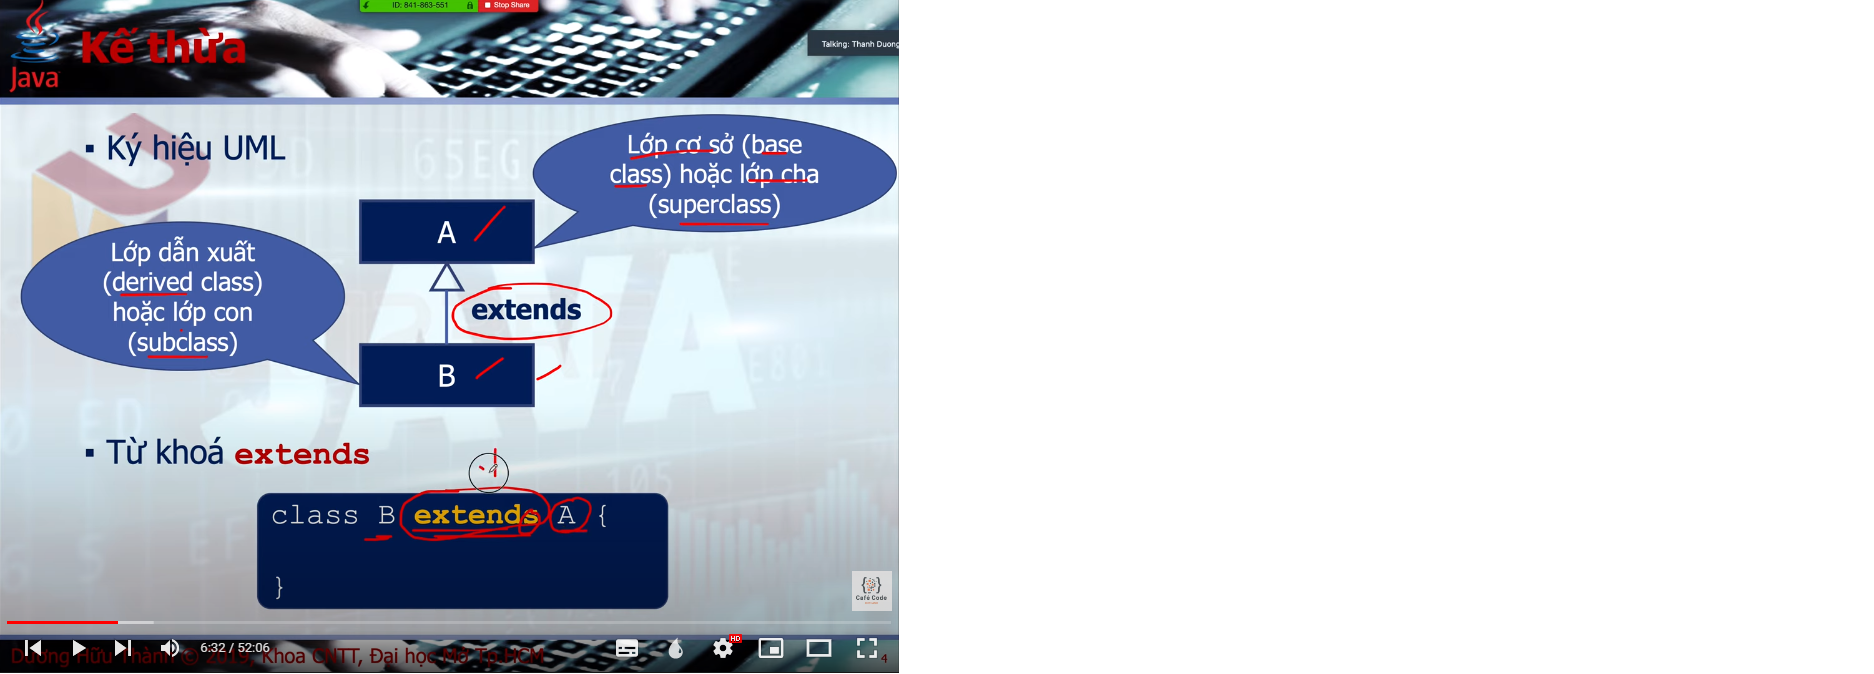 ID: 841-863-551
Stop Share
Talking: Thanh Duong
Java
Kế thừa
▪ Ký hiệu UML
Lớp cơ sở (base
class) hoặc lớp cha
(superclass)
A
Lớp dẫn xuất
(derived class)
hoặc lớp con
(subclass)
extends
B
▪ Từ khoá extends
class B extends A {
}
Café Code
6:32 / 52:06
HD
Dương Hữu Thành © 2019, Khoa CNTT, Đại học Mở Tp.HCM
4